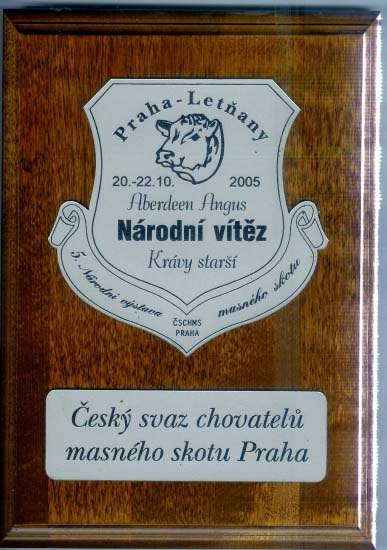 Praha-Letňany
20.-22.10. 2005
Aberdeen Angus
Národní vítěz
Krávy starší
5. Národní výstava masného skotu
ČSCHMS
PRAHA
Český svaz chovatelů
masného skotu Praha